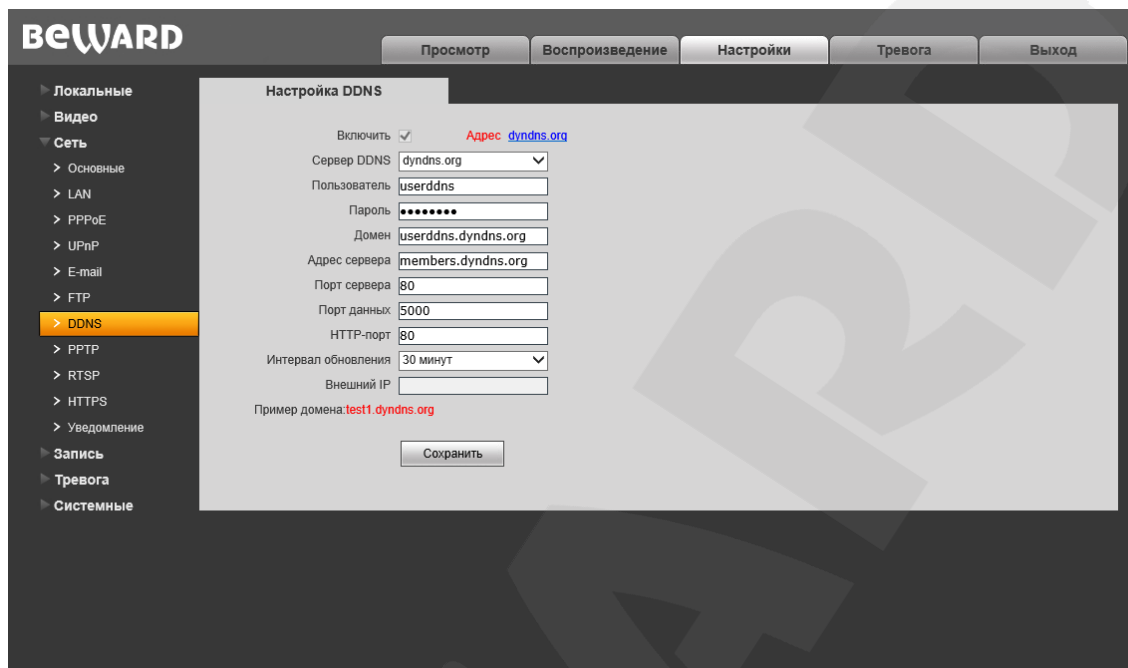 BEWARD
Просмотр Воспроизведение Настройки Тревога Выход
Локальные
Видео
Сеть
> Основные
> LAN
> PPPoE
> UPnP
> E-mail
> FTP
> DDNS
> PPTP
> RTSP
> HTTPS
> Уведомление
Запись
Тревога
Системные
Настройка DDNS
Включить Адрес dyndns.org
Сервер DDNS dyndns.org
Пользователь userddns
Пароль ••••••••
Домен userddns.dyndns.org
Адрес сервера members.dyndns.org
Порт сервера 80
Порт данных 5000
HTTP-порт 80
Интервал обновления 30 минут
Внешний IP
Пример домена:test1.dyndns.org
Сохранить